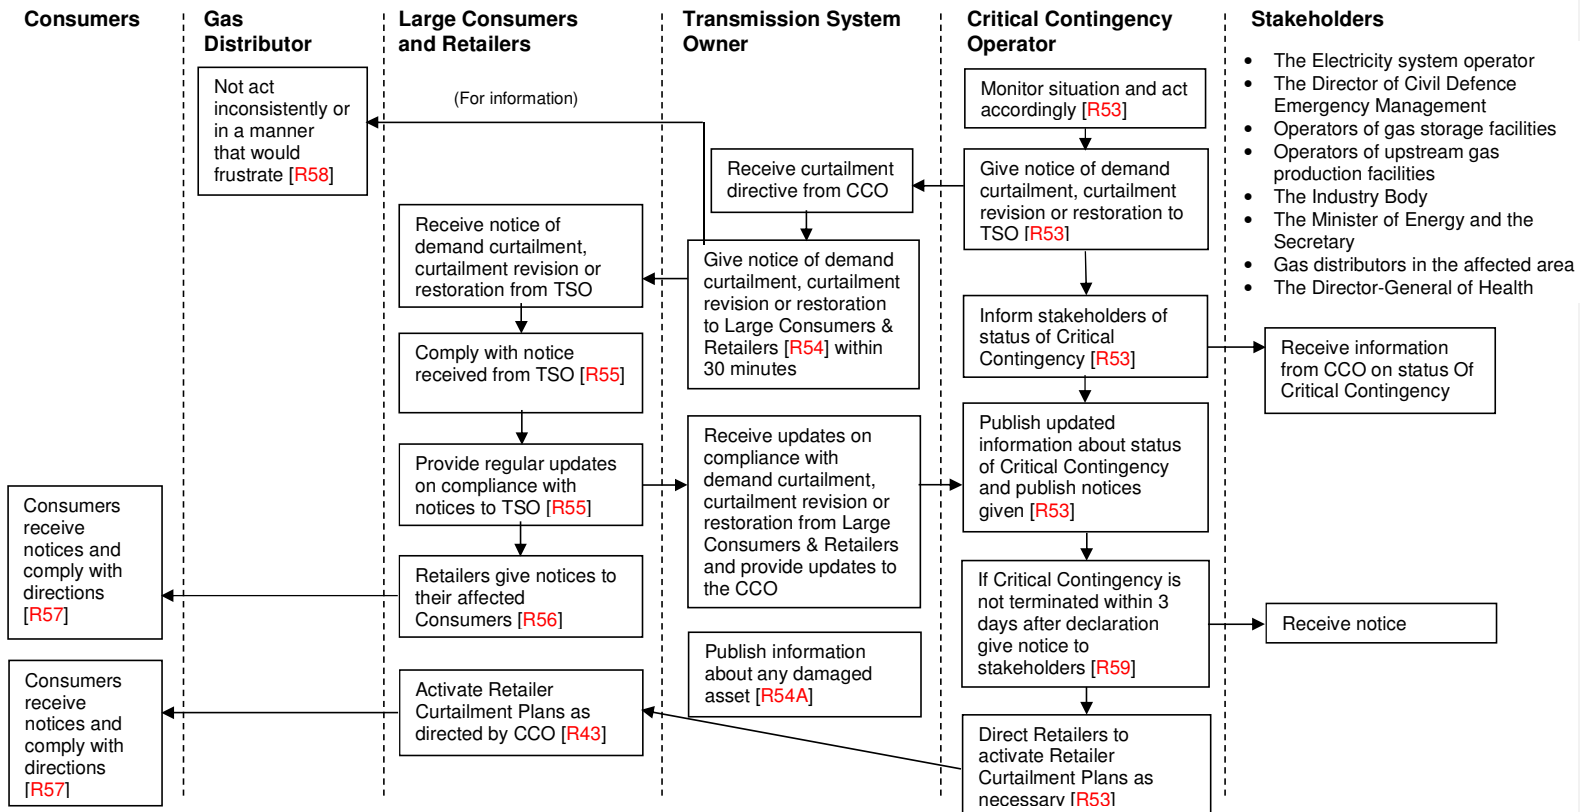 Consumers
Gas
Distributor
Large Consumers
and Retailers
Transmission System
Owner
Critical Contingency
Operator
Stakeholders
Not act
inconsistently or
in a manner
that would
frustrate [R58]
(For information)
Monitor situation and act
accordingly [R53]
• The Electricity system operator
• The Director of Civil Defence
Emergency Management
• Operators of gas storage facilities
• Operators of upstream gas
production facilities
• The Industry Body
• The Minister of Energy and the
Secretary
• Gas distributors in the affected area
• The Director-General of Health
Receive curtailment
directive from CCO
Give notice of demand
curtailment, curtailment
revision or restoration to
TSO [R53]
Receive notice of
demand curtailment,
curtailment revision or
restoration from TSO
Give notice of demand
curtailment, curtailment
revision or restoration
to Large Consumers &
Retailers [R54] within
30 minutes
Inform stakeholders of
status of Critical
Contingency [R53]
Receive information
from CCO on status Of
Critical Contingency
Comply with notice
received from TSO [R55]
Publish updated
information about status
of Critical Contingency
and publish notices
given [R53]
Provide regular updates
on compliance with
notices to TSO [R55]
Receive updates on
compliance with
demand curtailment,
curtailment revision or
restoration from Large
Consumers & Retailers
and provide updates to
the CCO
Consumers
receive
notices and
comply with
directions
[R57]
Retailers give notices to
their affected
Consumers [R56]
If Critical Contingency is
not terminated within 3
days after declaration
give notice to
stakeholders [R59]
Receive notice
Publish information
about any damaged
asset [R54A]
Consumers
receive
notices and
comply with
directions
[R57]
Activate Retailer
Curtailment Plans as
directed by CCO [R43]
Direct Retailers to
activate Retailer
Curtailment Plans as
necessary [R53]